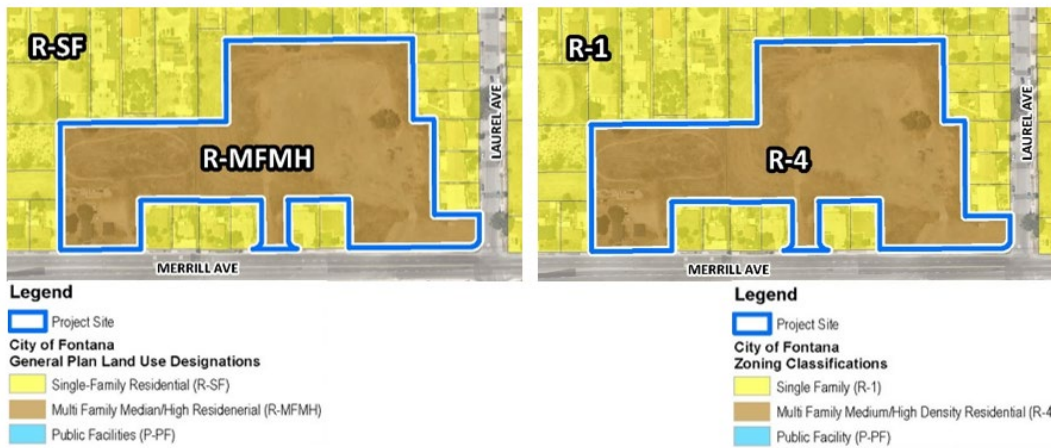 R-SF
R-MFMH
LAUREL AVE
MERRILL AVE
Legend
Project Site
City of Fontana
General Plan Land Use Designations
Single-Family Residential (R-SF)
Multi Family Median/High Residenerial (R-MFMH)
Public Facilities (P-PF)
R-1
R-4
LAUREL AVE
MERRILL AVE
Legend
Project Site
City of Fontana
Zoning Classifications
Single Family (R-1)
Multi Family Medium/High Density Residential (R-4
Public Facility (P-PF)